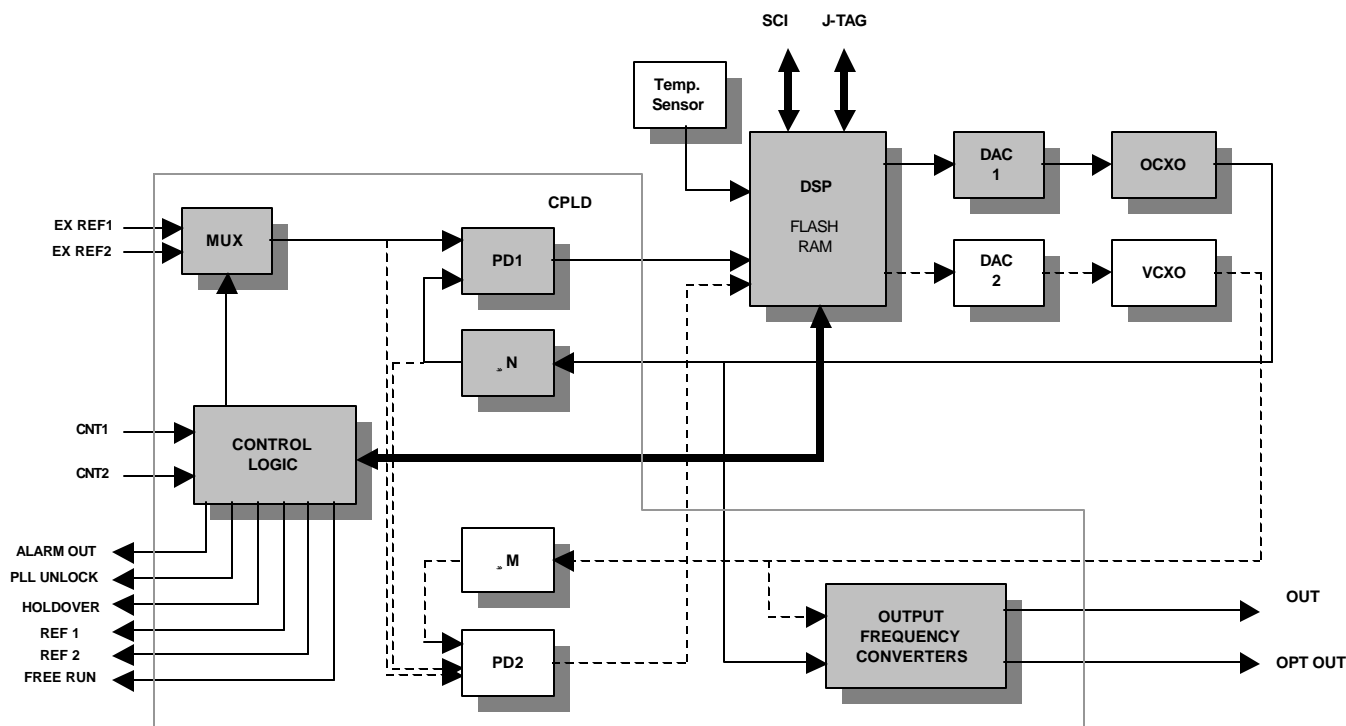 SCI J-TAG
Temp.
Sensor
DSP
FLASH
RAM
DAC
1
OCXO
DAC
2
VCXO
CPLD
EX REF1
EX REF2
MUX
PD1
N
CNT1
CNT2
CONTROL
LOGIC
ALARM OUT
PLL UNLOCK
HOLDOVER
REF 1
REF 2
FREE RUN
M
PD2
OUTPUT
FREQUENCY
CONVERTERS
OUT
OPT OUT